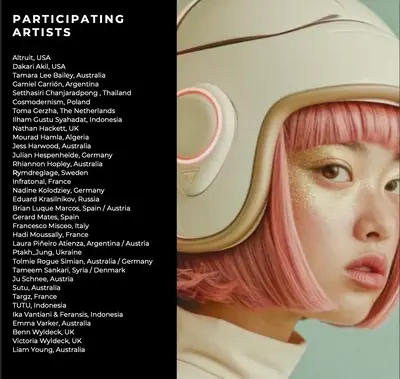 PARTICIPATING
ARTISTS
Altruit, USA
Dakari Akil, USA
Tamara Lee Bailey, Australia
Gamiel Carrión, Argentina
Setthasiri Chanjaradpong , Thailand
Cosmodernism, Poland
Toma Gerzha, The Netherlands
Ilham Gustu Syahadat, Indonesia
Nathan Hackett, UK
Mourad Hamla, Algeria
Jess Harwood, Australia
Julian Hespenheide, Germany
Rhiannon Hopley, Australia
Rymdreglage, Sweden
Infratonal, France
Nadine Kolodziey, Germany
Eduard Krasilnikov, Russia
Brian Luque Marcos, Spain / Austria
Gerard Mates, Spain
Francesco Misceo, Italy
Hadi Moussally, France
Laura Piñeiro Atienza, Argentina / Austria
Ptakh_Jung, Ukraine
Tolmie Rogue Simian, Australia / Germany
Tameem Sankari, Syria / Denmark
Ju Schnee, Austria
Sutu, Australia
Targz, France
TUTU, Indonesia
Ika Vantiani & Feransis, Indonesia
Emma Varker, Australia
Benn Wyldeck, UK
Victoria Wyldeck, UK
Liam Young, Australia